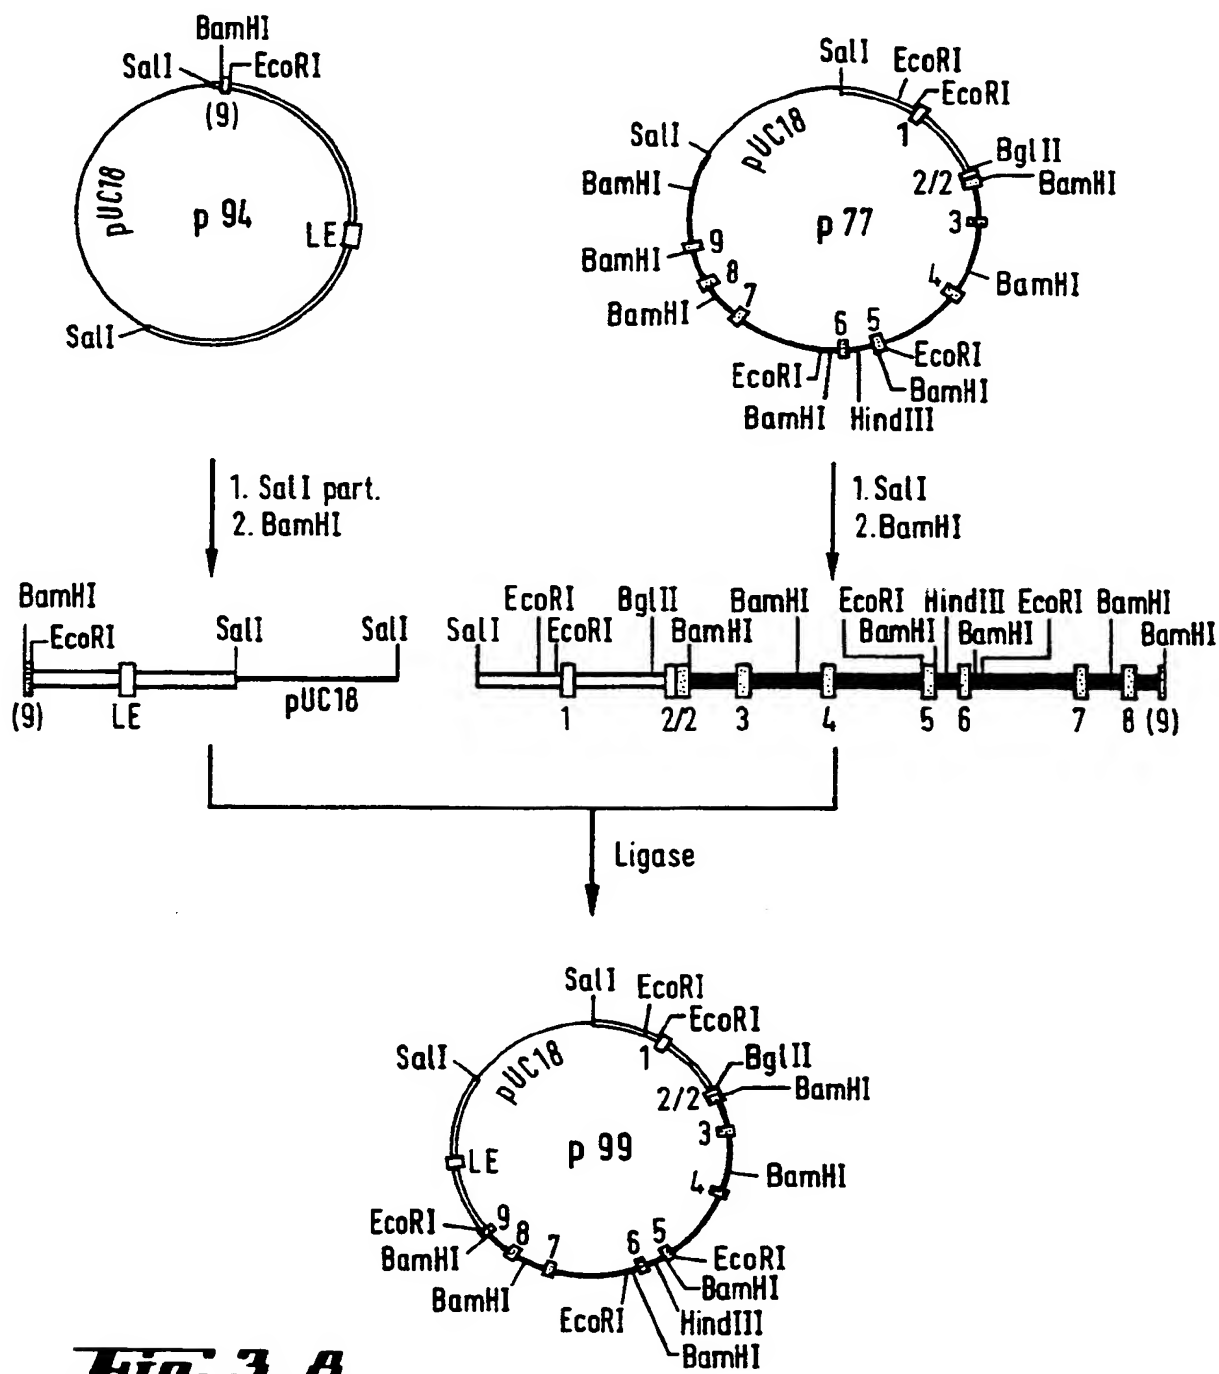 BamHI
SalI
EcoRI
(9)
pUC18
p 94
LE
SalI
SalI
EcoRI
EcoRI
1
SalI
pUC18
BglII
BamHI
2/2
BamHI
p 77
3
9
BamHI
8
4
BamHI
BamHI
7
6
5
EcoRI
EcoRI
BamHI
BamHI
HindIII
1. SalI part.
2. BamHI
1. SalI
2. BamHI
BamHI
EcoRI
SalI
SalI
(9)
LE
pUC18
EcoRI
BglII
BamHI
EcoRI
HindIII
EcoRI
BamHI
SalI
EcoRI
BamHI
BamHI
BamHI
BamHI
1
2/2
3
4
5
6
7
8
(9)
Ligase
SalI
EcoRI
EcoRI
1
SalI
pUC18
BglII
BamHI
2/2
3
p 99
LE
4
BamHI
EcoRI
9
8
7
6
5
BamHI
EcoRI
BamHI
BamHI
EcoRI
HindIII
BamHI